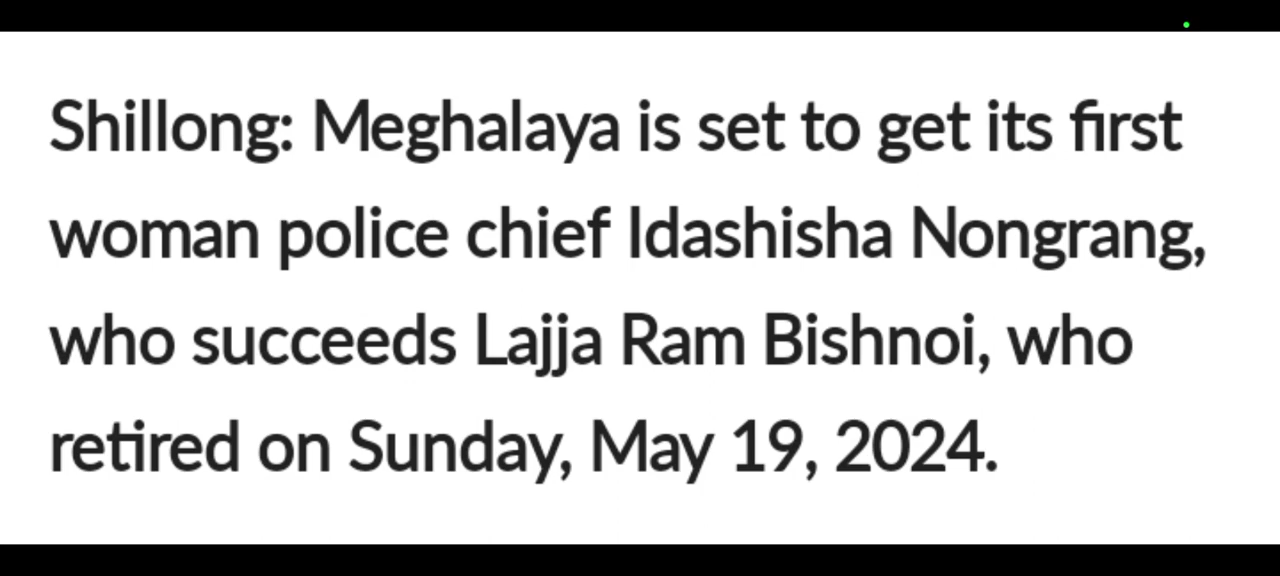 Shillong: Meghalaya is set to get its first
woman police chief Idashisha Nongrang,
who succeeds Lajja Ram Bishnoi, who
retired on Sunday, May 19, 2024.